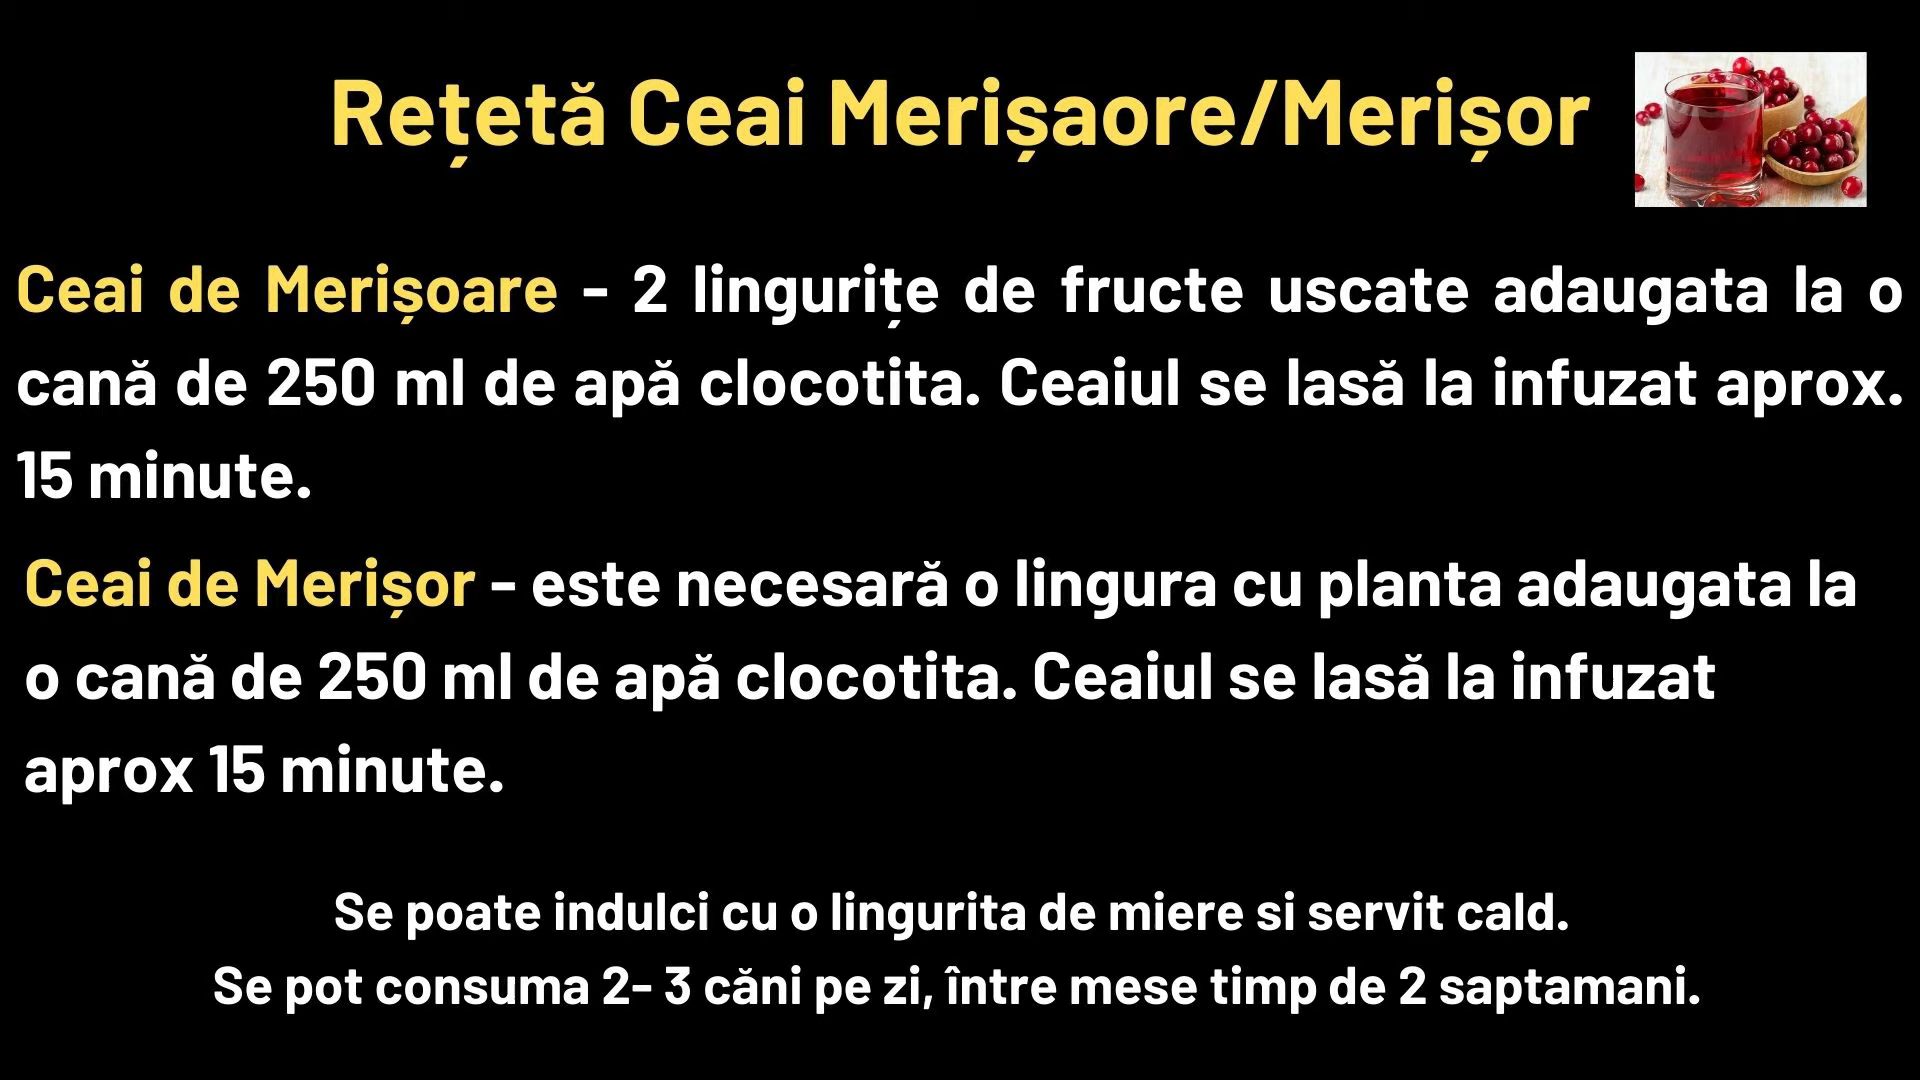 Rețetă Ceai Merișaore/Merișor
Ceai de Merișoare - 2 lingurițe de fructe uscate adaugata la o
cană de 250 ml de apă clocotita. Ceaiul se lasă la infuzat aprox.
15 minute.
Ceai de Merișor - este necesară o lingura cu planta adaugata la
o cană de 250 ml de apă clocotita. Ceaiul se lasă la infuzat
aprox 15 minute.
Se poate indulci cu o lingurita de miere si servit cald.
Se pot consuma 2- 3 căni pe zi, între mese timp de 2 saptamani.